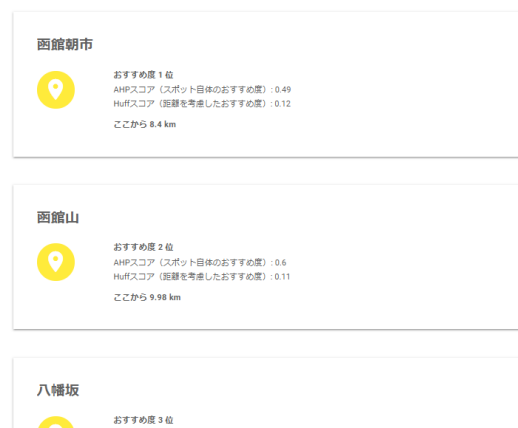 函館朝市
おすすめ度 1 位
AHPスコア（スポット自体のおすすめ度）: 0.49
Huffスコア（距離を考慮したおすすめ度）: 0.12
ここから 8.4 km
函館山
おすすめ度 2 位
AHPスコア（スポット自体のおすすめ度）: 0.6
Huffスコア（距離を考慮したおすすめ度）: 0.11
ここから 9.98 km
八幡坂
おすすめ度 3 位